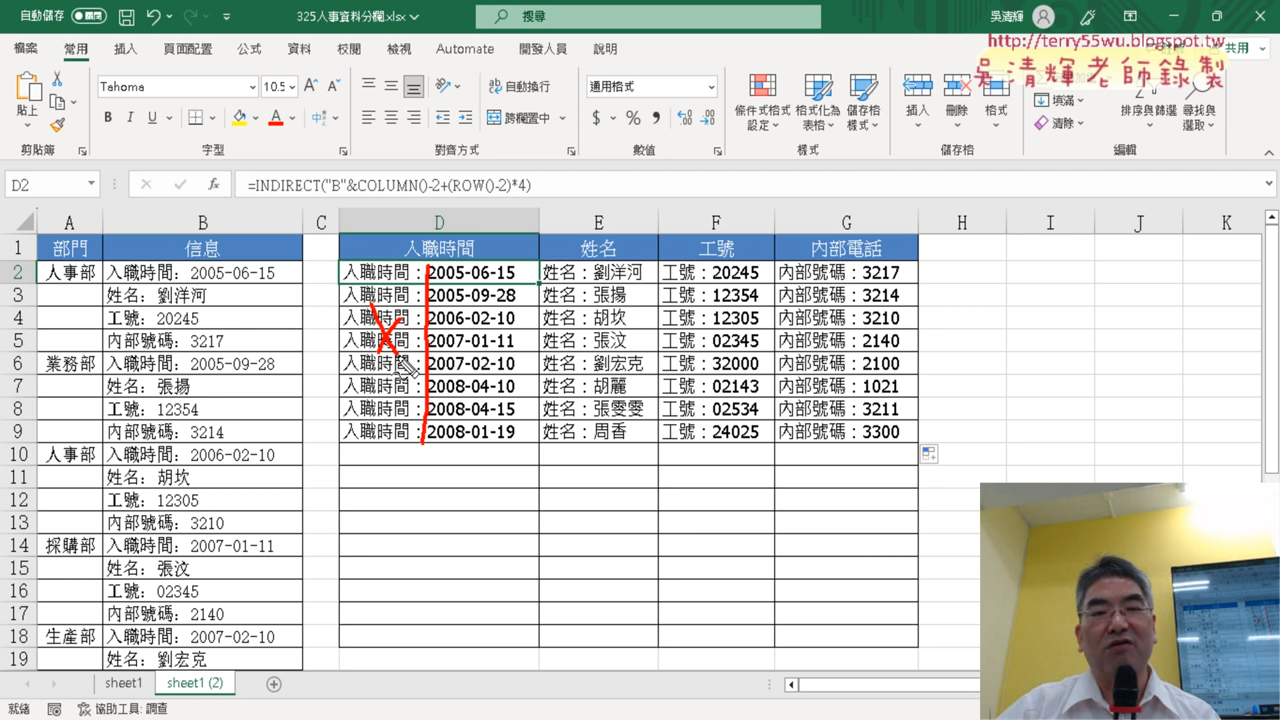 自動儲存 325人事資料分欄.xlsx 搜尋 吳清輝
http://terry55wu.blogspot.tw
吳清輝老師錄製
檔案 常用 插入 頁面配置 公式 資料 校閱 檢視 Automate 開發人員 說明 共用
貼上 Tahoma 10.5 自動換行 通用格式 條件式格式設定 格式化為表格 儲存格樣式 插入 刪除 格式 填滿 排序與篩選 尋找與選取
B I U 跨欄置中 $ % 清除
剪貼簿 字型 對齊方式 數值 樣式 儲存格 編輯
D2 fx =INDIRECT("B"&COLUMN()-2+(ROW()-2)*4)
A B C D E F G H I J K
1 部門 信息 入職時間 姓名 工號 內部電話
2 人事部 入職時間: 2005-06-15 入職時間:2005-06-15 姓名:劉洋河 工號:20245 內部號碼:3217
3 姓名: 劉洋河 入職時間:2005-09-28 姓名:張揚 工號:12354 內部號碼:3214
4 工號: 20245 入職時間:2006-02-10 姓名:胡坎 工號:12305 內部號碼:3210
5 內部號碼: 3217 入職時間:2007-01-11 姓名:張汶 工號:02345 內部號碼:2140
6 業務部 入職時間: 2005-09-28 入職時間:2007-02-10 姓名:劉宏克 工號:32000 內部號碼:2100
7 姓名: 張揚 入職時間:2008-04-10 姓名:胡麗 工號:02143 內部號碼:1021
8 工號: 12354 入職時間:2008-04-15 姓名:張雯雯 工號:02534 內部號碼:3211
9 內部號碼: 3214 入職時間:2008-01-19 姓名:周香 工號:24025 內部號碼:3300
10 人事部 入職時間: 2006-02-10
11 姓名: 胡坎
12 工號: 12305
13 內部號碼: 3210
14 採購部 入職時間: 2007-01-11
15 姓名: 張汶
16 工號: 02345
17 內部號碼: 2140
18 生產部 入職時間: 2007-02-10
19 姓名: 劉宏克
sheet1 sheet1 (2)
就緒 協助工具: 調查